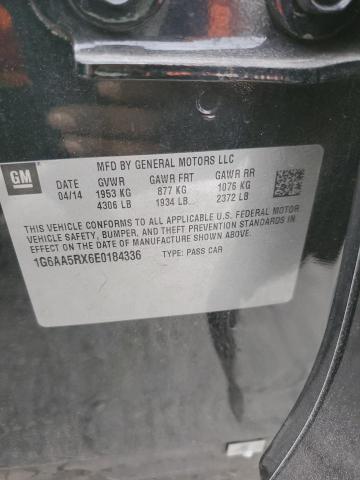 GM
MFD BY GENERAL MOTORS LLC
DATE GVWR GAWR FRT GAWR RR
04/14 1953 KG 877 KG 1076 KG
4306 LB 1934 LB 2372 LB
THIS VEHICLE CONFORMS TO ALL APPLICABLE U.S. FEDERAL MOTOR
VEHICLE SAFETY, BUMPER, AND THEFT PREVENTION STANDARDS IN
EFFECT ON THE DATE OF MANUFACTURE SHOWN ABOVE.
1G6AA5RX6E0184336 TYPE: PASS CAR